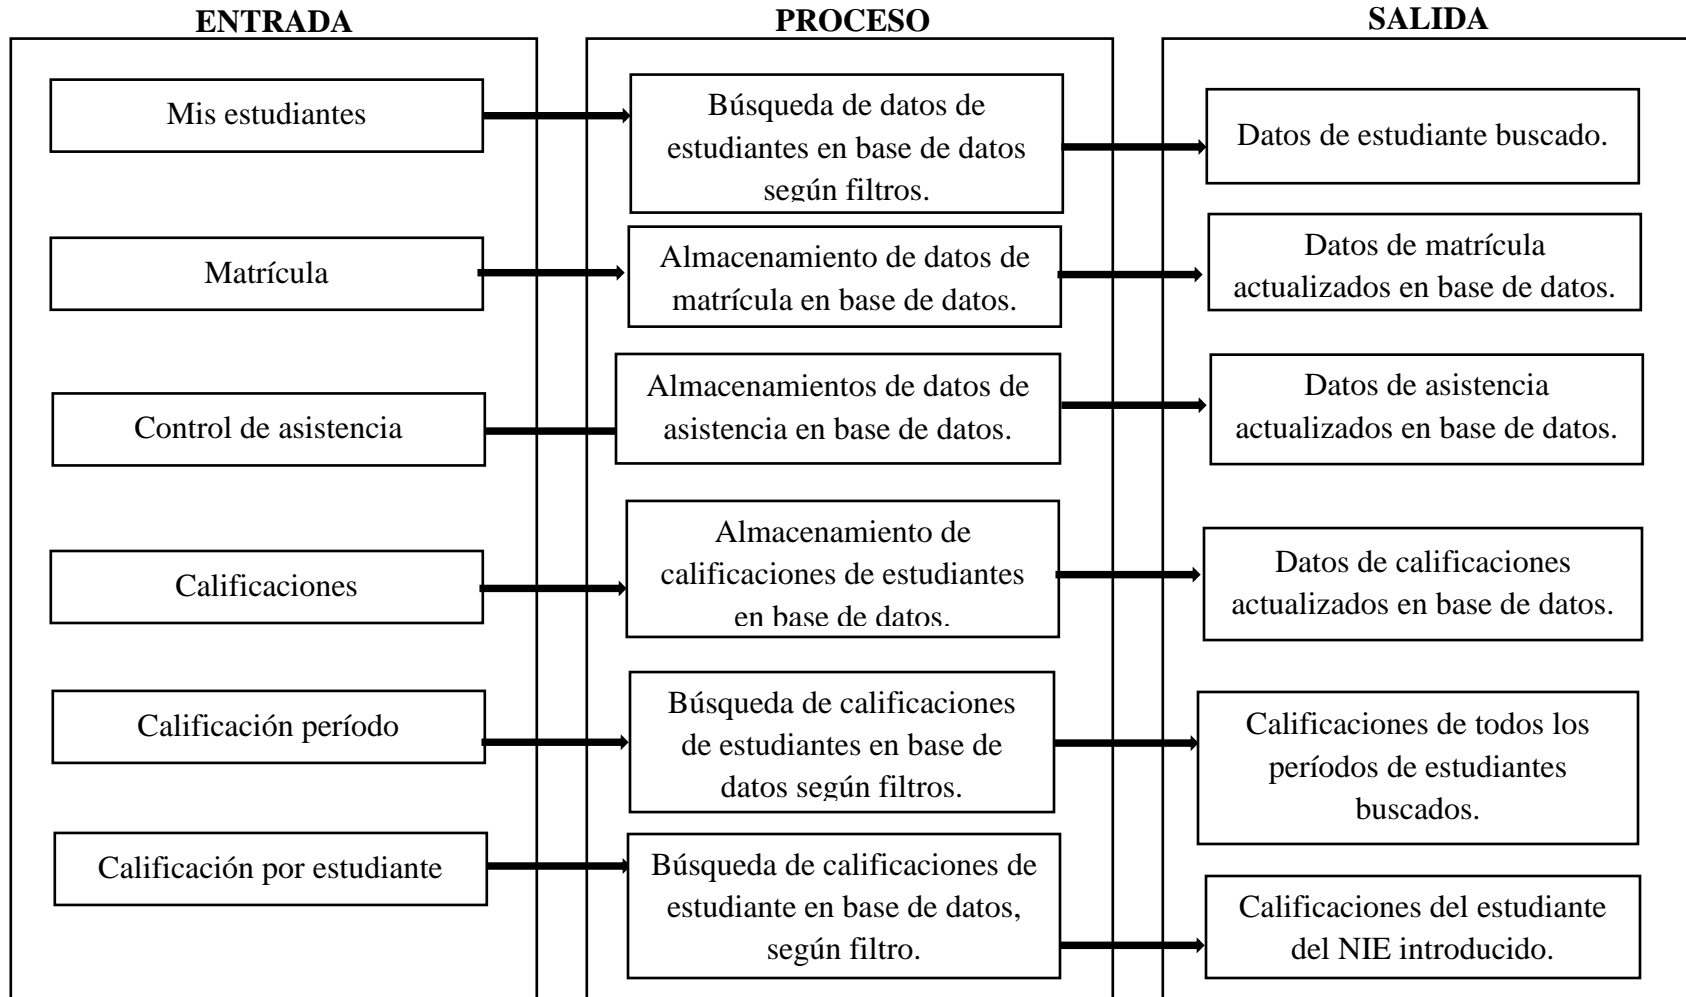 ENTRADA
PROCESO
SALIDA
Mis estudiantes
Búsqueda de datos de
estudiantes en base de datos
según filtros.
Datos de estudiante buscado.
Matrícula
Almacenamiento de datos de
matrícula en base de datos.
Datos de matrícula
actualizados en base de datos.
Control de asistencia
Almacenamientos de datos de
asistencia en base de datos.
Datos de asistencia
actualizados en base de datos.
Calificaciones
Almacenamiento de
calificaciones de estudiantes
en base de datos.
Datos de calificaciones
actualizados en base de datos.
Calificación período
Búsqueda de calificaciones
de estudiantes en base de
datos según filtros.
Calificaciones de todos los
períodos de estudiantes
buscados.
Calificación por estudiante
Búsqueda de calificaciones de
estudiante en base de datos,
según filtro.
Calificaciones del estudiante
del NIE introducido.